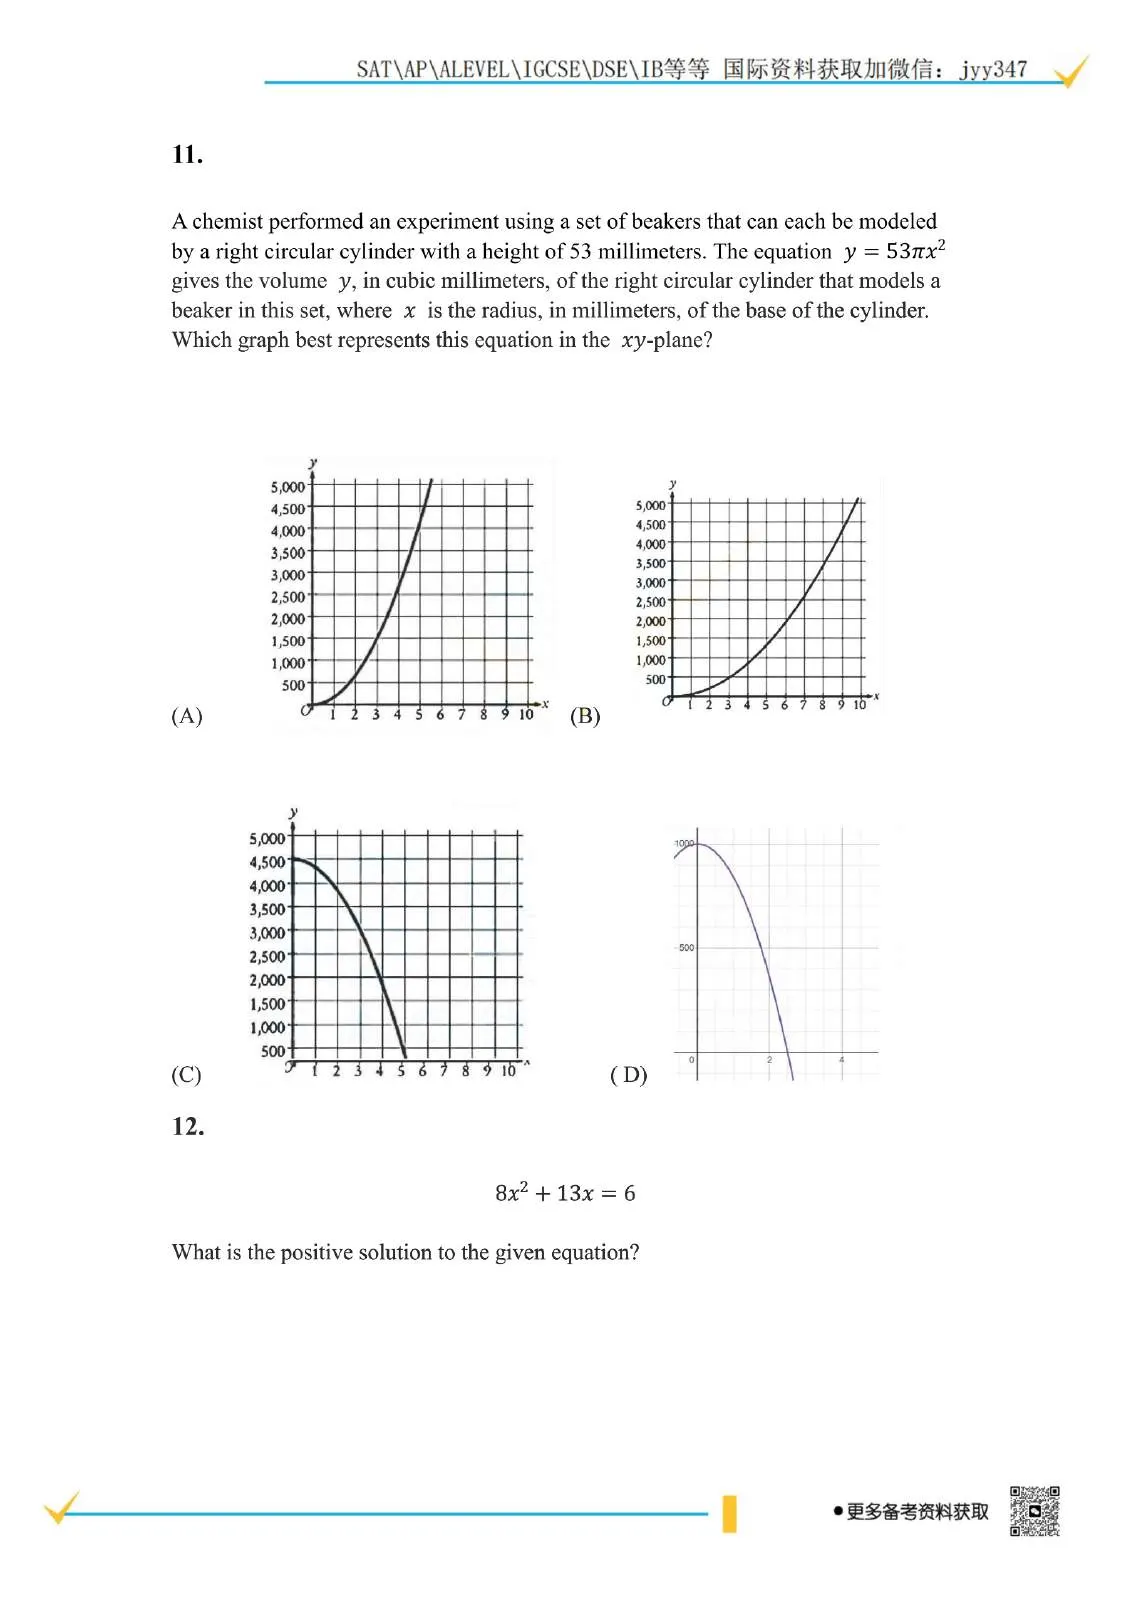 SAT\AP\ALEVEL\IGCSE\DSE\IB等等 国际资料获取加微信：jyy347
11.
A chemist performed an experiment using a set of beakers that can each be modeled
by a right circular cylinder with a height of 53 millimeters. The equation y = 53πx²
gives the volume y, in cubic millimeters, of the right circular cylinder that models a
beaker in this set, where x is the radius, in millimeters, of the base of the cylinder.
Which graph best represents this equation in the xy-plane?
y
5,000
4,500
4,000
3,500
3,000
2,500
2,000
1,500
1,000
500
O 1 2 3 4 5 6 7 8 9 10 x
(A)
y
5,000
4,500
4,000
3,500
3,000
2,500
2,000
1,500
1,000
500
O 1 2 3 4 5 6 7 8 9 10 x
(B)
y
5,000
4,500
4,000
3,500
3,000
2,500
2,000
1,500
1,000
500
O 1 2 3 4 5 6 7 8 9 10 x
(C)
1000
500
0 2 4
( D)
12.
8x² + 13x = 6
What is the positive solution to the given equation?
●更多备考资料获取